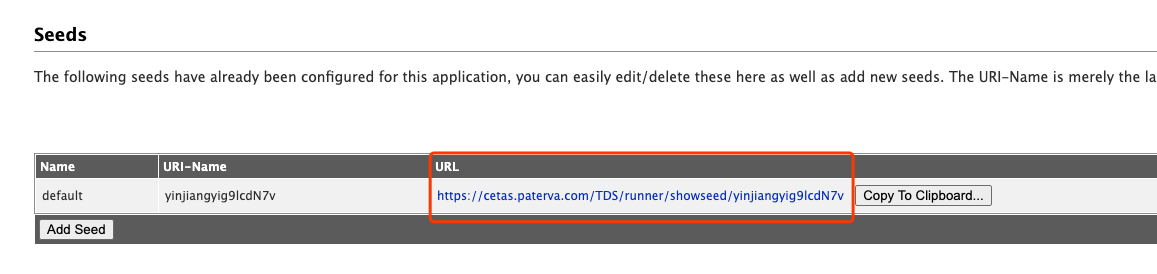 Seeds
The following seeds have already been configured for this application, you can easily edit/delete these here as well as add new seeds. The URI-Name is merely the la
Name URI-Name URL
default yinjiangyig9lcdN7v https://cetas.paterva.com/TDS/runner/showseed/yinjiangyig9lcdN7v Copy To Clipboard...
Add Seed